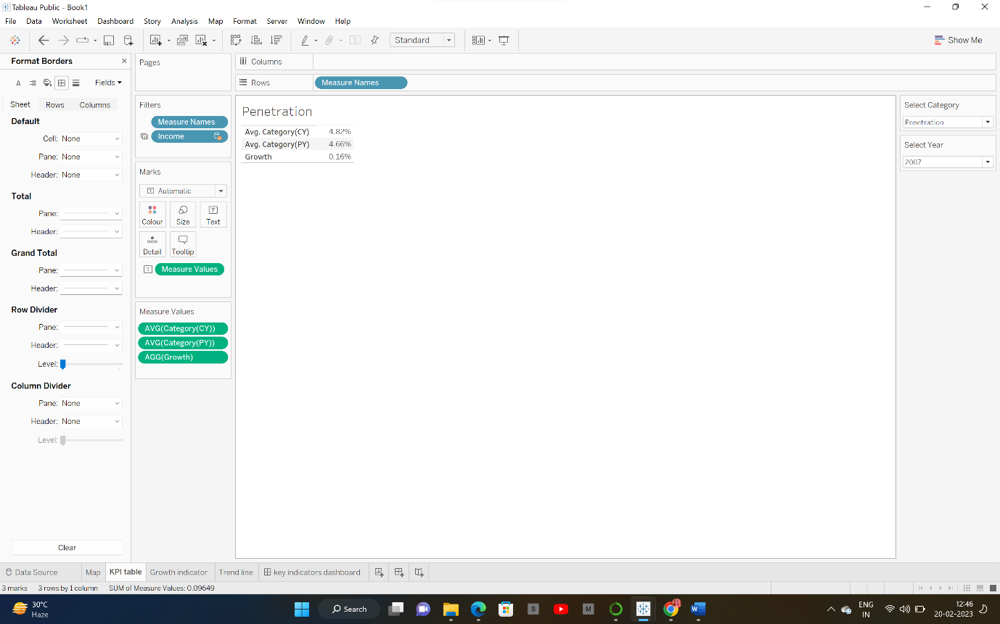 Tableau Public - Book1
File Data Worksheet Dashboard Story Analysis Map Format Server Window Help
Standard
Show Me
Format Borders
A
Fields
Sheet Rows Columns
Default
Cell: None
Pane: None
Header: None
Total
Pane:
Header:
Grand Total
Pane:
Header:
Row Divider
Pane:
Header:
Level:
Column Divider
Pane: None
Header: None
Level:
Clear
Pages
Filters
Measure Names
Income
Marks
T Automatic
Colour Size Text
Detail Tooltip
T Measure Values
Measure Values
AVG(Category(CY))
AVG(Category(PY))
AGG(Growth)
Columns
Rows Measure Names
Penetration
Avg. Category(CY) 4.82%
Avg. Category(PY) 4.66%
Growth 0.16%
Select Category
Penetration
Select Year
2007
Data Source Map KPI table Growth indicator Trend line key indicators dashboard
3 marks 3 rows by 1 column SUM of Measure Values: 0.09649
30°C
Haze
Search
S
M
W
ENG
IN
12:46
20-02-2023